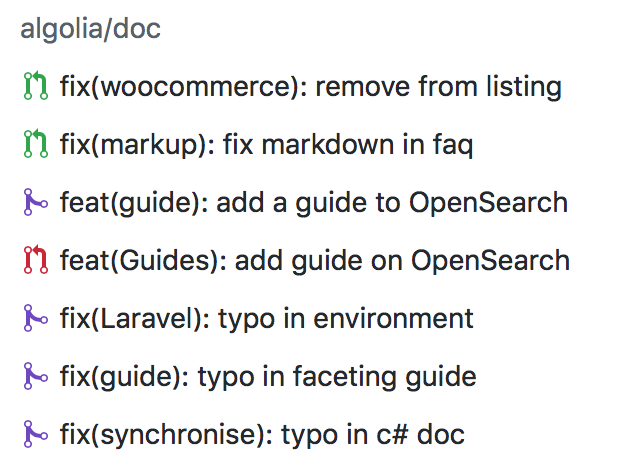 algolia/doc
fix(woocommerce): remove from listing
fix(markup): fix markdown in faq
feat(guide): add a guide to OpenSearch
feat(Guides): add guide on OpenSearch
fix(Laravel): typo in environment
fix(guide): typo in faceting guide
fix(synchronise): typo in c# doc